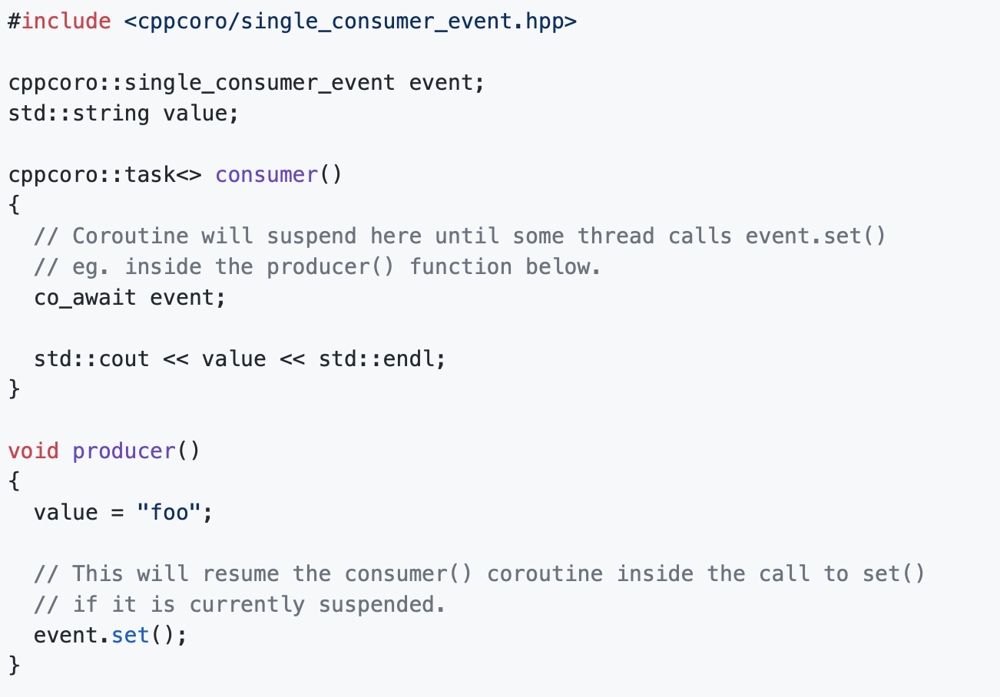 #include <cppcoro/single_consumer_event.hpp>
cppcoro::single_consumer_event event;
std::string value;
cppcoro::task<> consumer()
{
  // Coroutine will suspend here until some thread calls event.set()
  // eg. inside the producer() function below.
  co_await event;
  std::cout << value << std::endl;
}
void producer()
{
  value = "foo";
  // This will resume the consumer() coroutine inside the call to set()
  // if it is currently suspended.
  event.set();
}